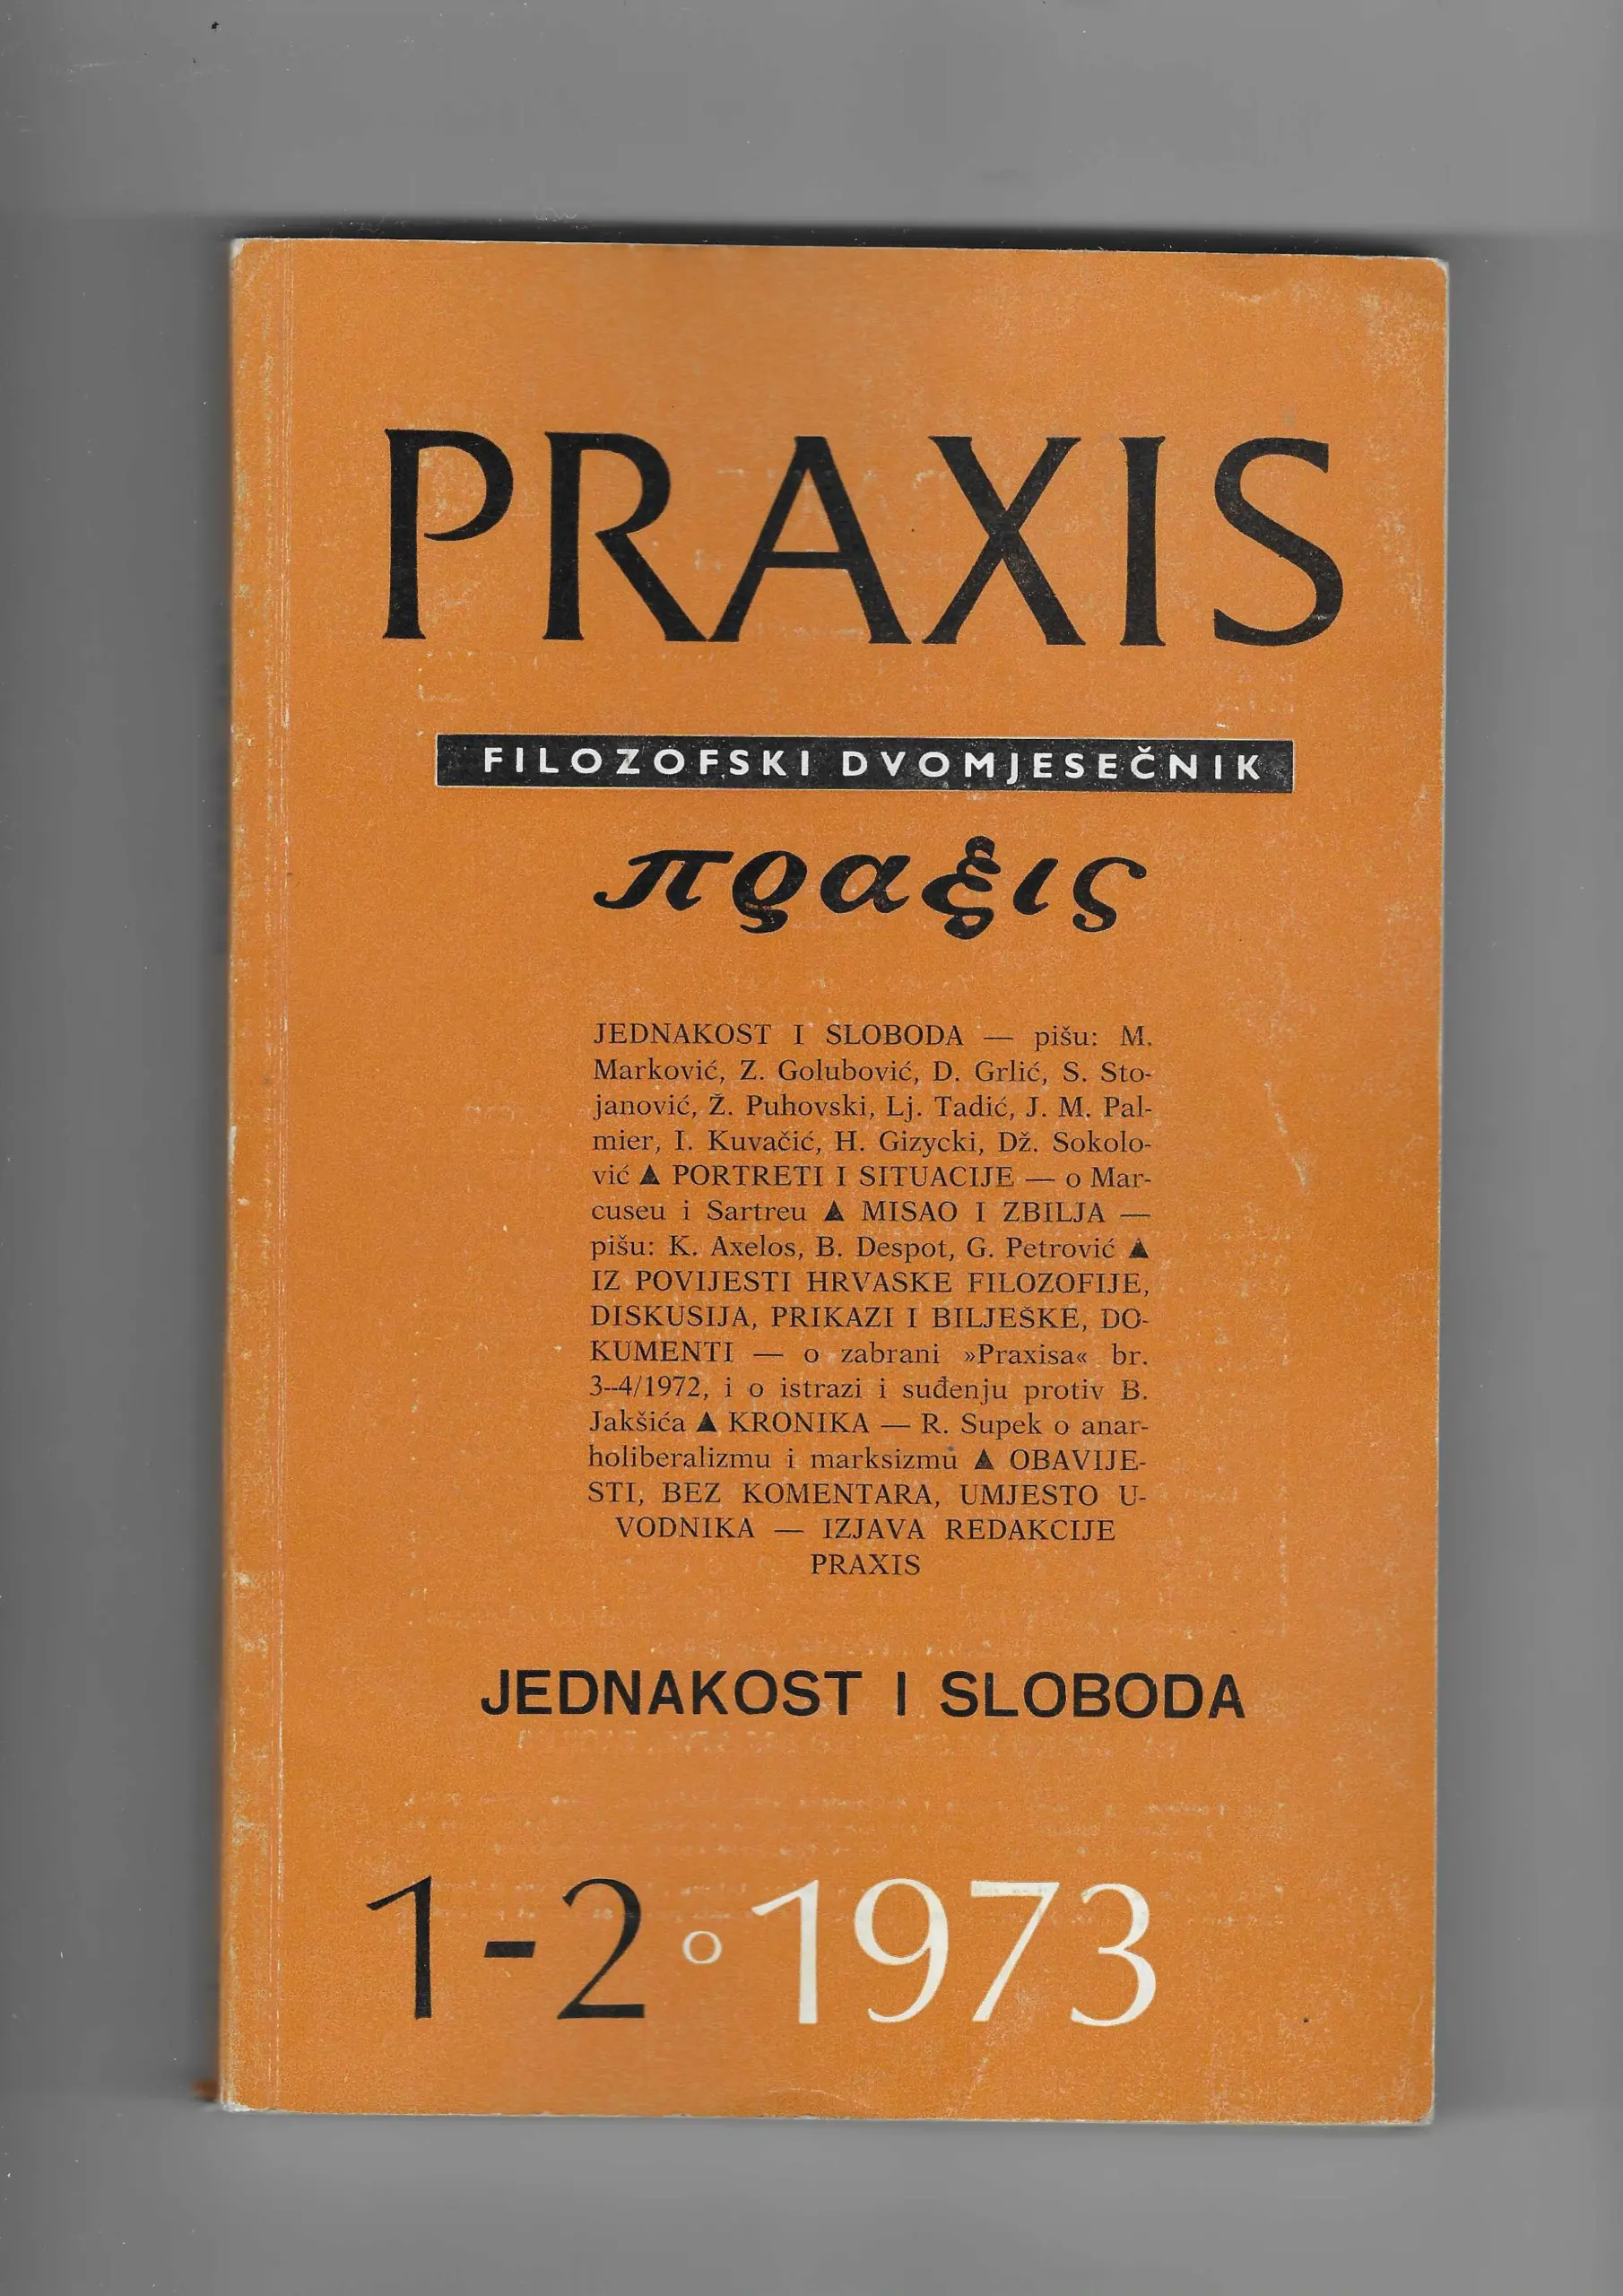 PRAXIS
FILOZOFSKI DVOMJESEČNIK
πραξις
JEDNAKOST I SLOBODA — pišu: M.
Marković, Z. Golubović, D. Grlić, S. Sto-
janović, Ž. Puhovski, Lj. Tadić, J. M. Pal-
mier, I. Kuvačić, H. Gizycki, Dž. Sokolo-
vić ▲ PORTRETI I SITUACIJE — o Mar-
cuseu i Sartreu ▲ MISAO I ZBILJA —
pišu: K. Axelos, B. Despot, G. Petrović ▲
IZ POVIJESTI HRVASKE FILOZOFIJE,
DISKUSIJA, PRIKAZI I BILJEŠKE, DO-
KUMENTI — o zabrani »Praxisa« br.
3–4/1972, i o istrazi i suđenju protiv B.
Jakšića ▲ KRONIKA — R. Supek o anar-
holiberalizmu i marksizmu ▲ OBAVIJE-
STI, BEZ KOMENTARA, UMJESTO U-
VODNIKA — IZJAVA REDAKCIJE
PRAXIS
JEDNAKOST I SLOBODA
1-2 ○ 1973